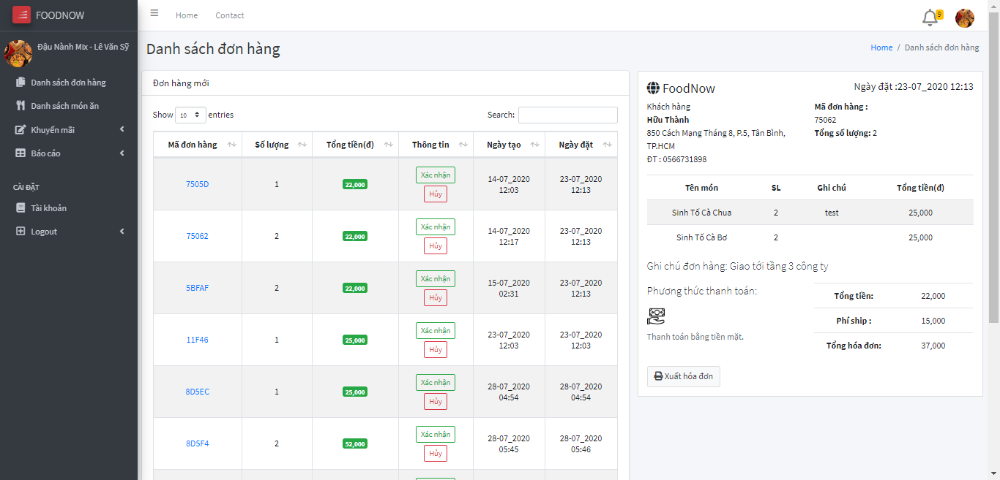 FOODNOW
Đậu Nành Mix - Lê Văn Sỹ
Danh sách đơn hàng
Danh sách món ăn
Khuyến mãi
Báo cáo
CÀI ĐẶT
Tài khoản
Logout
Home Contact
9
Danh sách đơn hàng
Home / Danh sách đơn hàng
Đơn hàng mới
Show 10 entries
Search:
Mã đơn hàng Số lượng Tổng tiền(đ) Thông tin Ngày tạo Ngày đặt
7505D 1 22,000 Xác nhận Hủy 14-07_2020 12:03 23-07_2020 12:13
75062 2 22,000 Xác nhận Hủy 14-07_2020 12:17 23-07_2020 12:13
5BFAF 2 22,000 Xác nhận Hủy 15-07_2020 02:31 23-07_2020 12:13
11F46 1 25,000 Xác nhận Hủy 23-07_2020 12:03 23-07_2020 12:03
8D5EC 1 25,000 Xác nhận Hủy 28-07_2020 04:54 28-07_2020 04:54
8D5F4 2 52,000 Xác nhận Hủy 28-07_2020 05:45 28-07_2020 05:46
FoodNow
Ngày đặt :23-07_2020 12:13
Khách hàng
Hữu Thành
850 Cách Mạng Tháng 8, P.5, Tân Bình,
TP.HCM
ĐT : 0566731898
Mã đơn hàng :
75062
Tổng số lượng: 2
Tên món SL Ghi chú Tổng tiền(đ)
Sinh Tố Cà Chua 2 test 25,000
Sinh Tố Cà Bơ 2 25,000
Ghi chú đơn hàng: Giao tới tầng 3 công ty
Phương thức thanh toán:
Thanh toán bằng tiền mặt.
Tổng tiền: 22,000
Phí ship : 15,000
Tổng hóa đơn: 37,000
Xuất hóa đơn